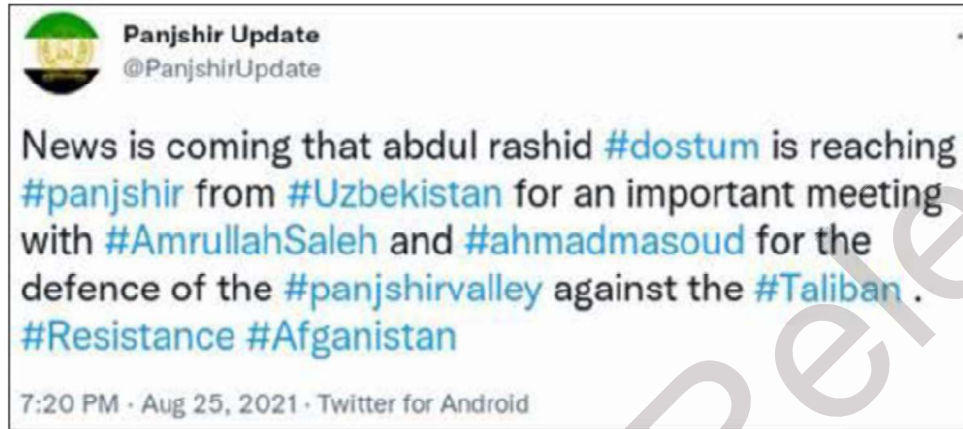 Panjshir Update
@PanjshirUpdate
News is coming that abdul rashid #dostum is reaching
#panjshir from #Uzbekistan for an important meeting
with #AmrullahSaleh and #ahmadmasoud for the
defence of the #panjshirvalley against the #Taliban .
#Resistance #Afganistan
7:20 PM · Aug 25, 2021 · Twitter for Android